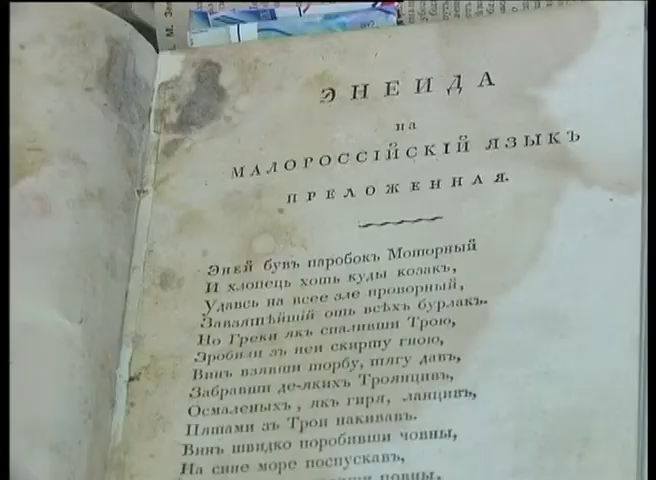 ЭНЕИДА
на
МАЛОРОССІЙСКІЙ ЯЗЫКЪ
ПРЕЛОЖЕННАЯ.
Эней бувъ паробокъ Моторный
И хлопець хоть куды козакъ,
Удавсь на всее зле проворный,
Завзятѣйшій отъ всѣхъ бурлакъ.
Но Греки якъ спаливши Трою,
Зробили зъ неи скирту гною,
Винъ взявши торбу, тягу давъ,
Забравши де-якихъ Троянцивъ,
Осмаленыхъ, якъ гиря, ланцивъ,
Пятами зъ Трои накивавъ.
Винъ швидко поробивши човны,
На сине море поспускавъ,